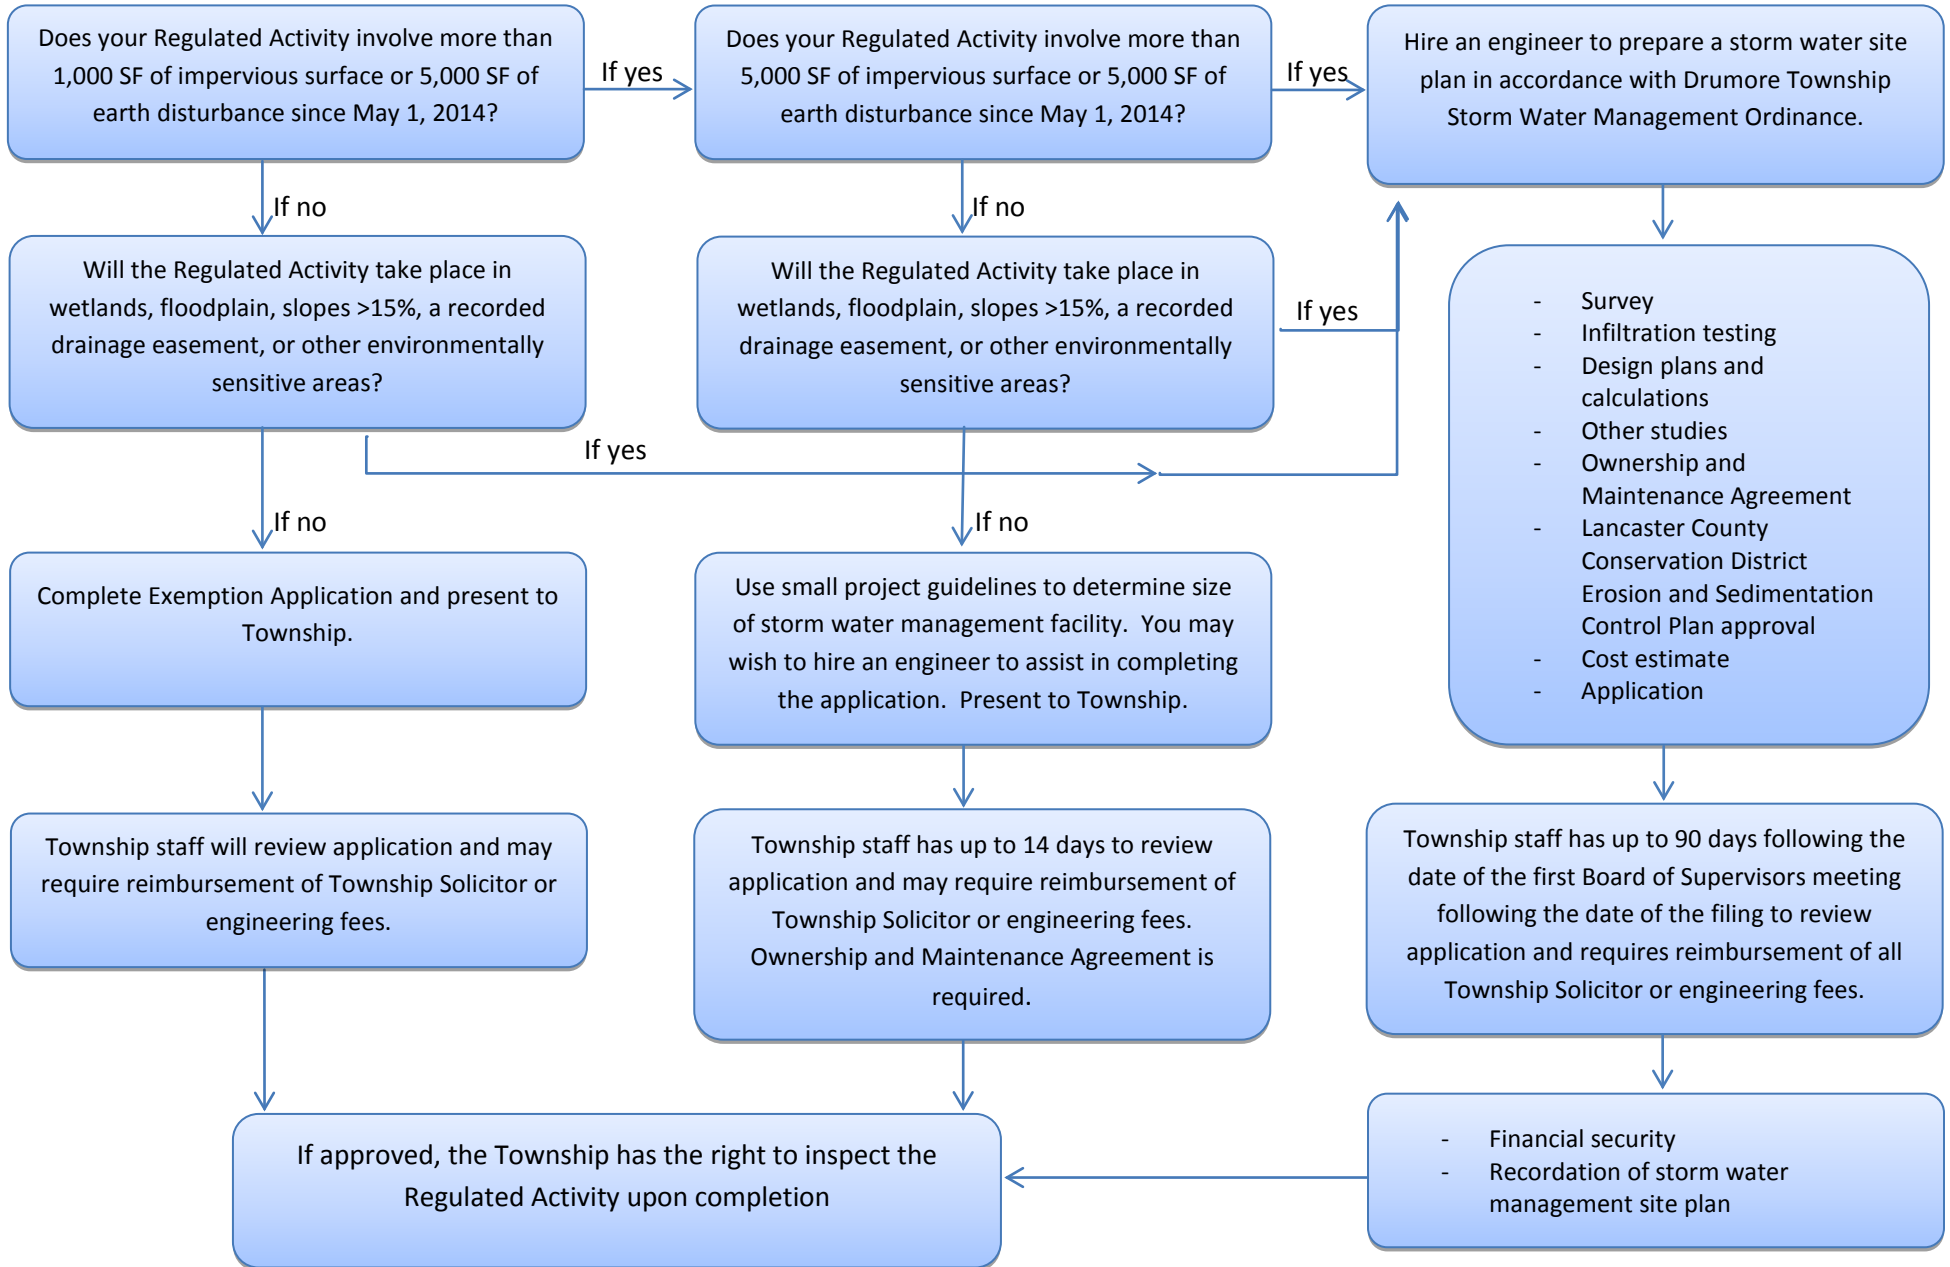 Does your Regulated Activity involve more than
1,000 SF of impervious surface or 5,000 SF of
earth disturbance since May 1, 2014?
If yes
Does your Regulated Activity involve more than
5,000 SF of impervious surface or 5,000 SF of
earth disturbance since May 1, 2014?
If yes
Hire an engineer to prepare a storm water site
plan in accordance with Drumore Township
Storm Water Management Ordinance.
If no
If no
Will the Regulated Activity take place in
wetlands, floodplain, slopes >15%, a recorded
drainage easement, or other environmentally
sensitive areas?
If yes
Will the Regulated Activity take place in
wetlands, floodplain, slopes >15%, a recorded
drainage easement, or other environmentally
sensitive areas?
If yes
- Survey
- Infiltration testing
- Design plans and
calculations
- Other studies
- Ownership and
Maintenance Agreement
- Lancaster County
Conservation District
Erosion and Sedimentation
Control Plan approval
- Cost estimate
- Application
If no
If no
Complete Exemption Application and present to
Township.
Use small project guidelines to determine size
of storm water management facility.  You may
wish to hire an engineer to assist in completing
the application.  Present to Township.
Township staff will review application and may
require reimbursement of Township Solicitor or
engineering fees.
Township staff has up to 14 days to review
application and may require reimbursement of
Township Solicitor or engineering fees.
Ownership and Maintenance Agreement is
required.
Township staff has up to 90 days following the
date of the first Board of Supervisors meeting
following the date of the filing to review
application and requires reimbursement of all
Township Solicitor or engineering fees.
If approved, the Township has the right to inspect the
Regulated Activity upon completion
- Financial security
- Recordation of storm water
management site plan